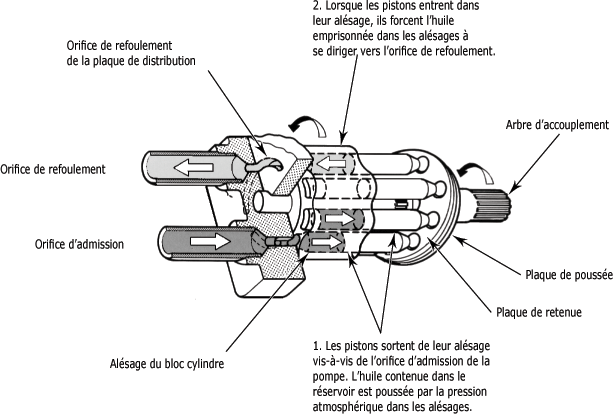 2. Lorsque les pistons entrent dans
leur alésage, ils forcent l'huile
emprisonnée dans les alésages à
se diriger vers l'orifice de refoulement.
Orifice de refoulement
de la plaque de distribution
Arbre d'accouplement
Orifice de refoulement
Orifice d'admission
Plaque de poussée
Plaque de retenue
Alésage du bloc cylindre
1. Les pistons sortent de leur alésage
vis-à-vis de l'orifice d'admission de la
pompe. L'huile contenue dans le
réservoir est poussée par la pression
atmosphérique dans les alésages.